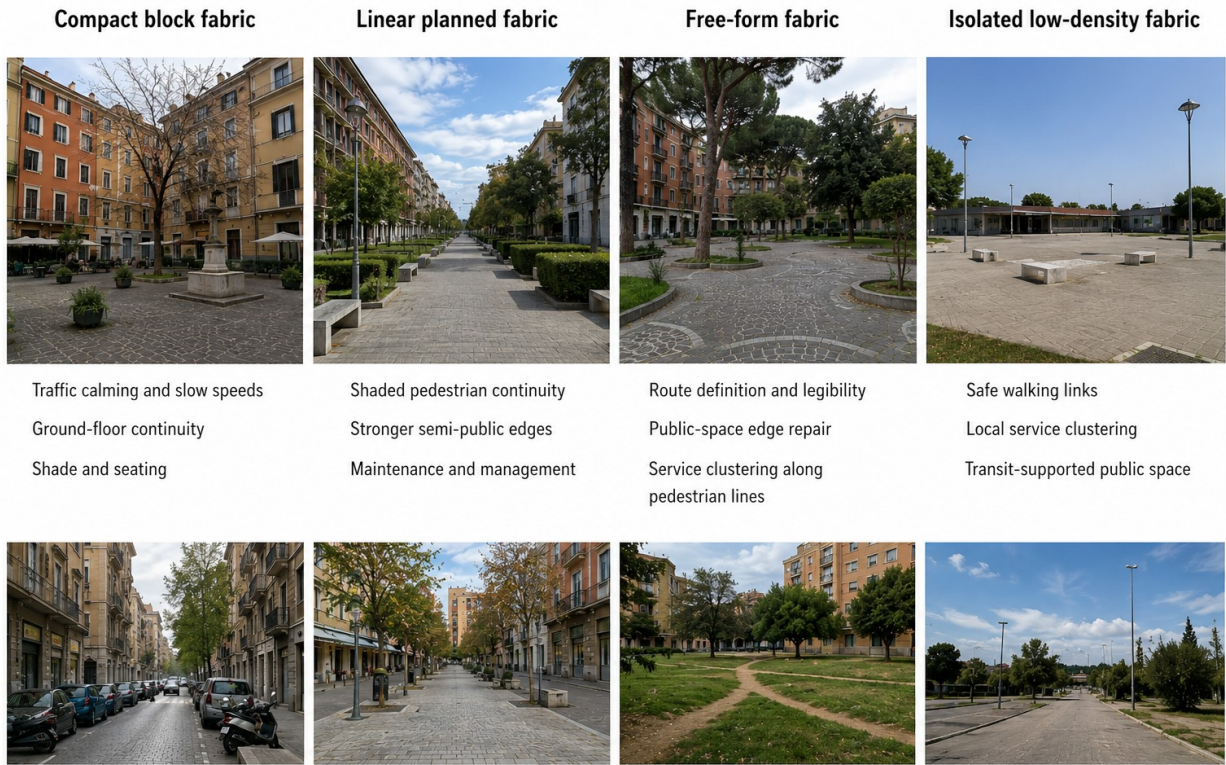 Compact block fabric
Linear planned fabric
Free-form fabric
Isolated low-density fabric
Traffic calming and slow speeds
Ground-floor continuity
Shade and seating
Shaded pedestrian continuity
Stronger semi-public edges
Maintenance and management
Route definition and legibility
Public-space edge repair
Service clustering along
pedestrian lines
Safe walking links
Local service clustering
Transit-supported public space